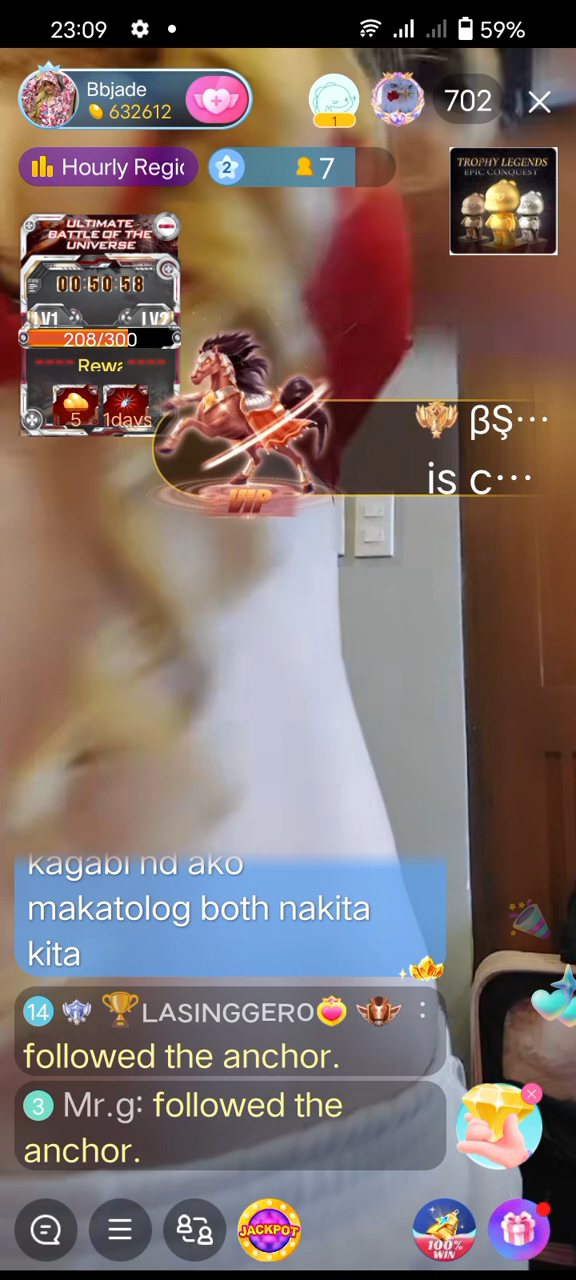 23:09
59%
Bbjade
632612
1
702
Hourly Regi
2
7
TROPHY LEGENDS
EPIC CONQUEST
ULTIMATE
BATTLE OF THE
UNIVERSE
00:50:58
LV1 LV2
208/300
5 1days
βŞ···
is c···
VIP
kagabi nd ako
makatolog both nakita
kita
14 LASINGGERO
followed the anchor.
3 Mr.g: followed the
anchor.
JACKPOT
100%
WIN